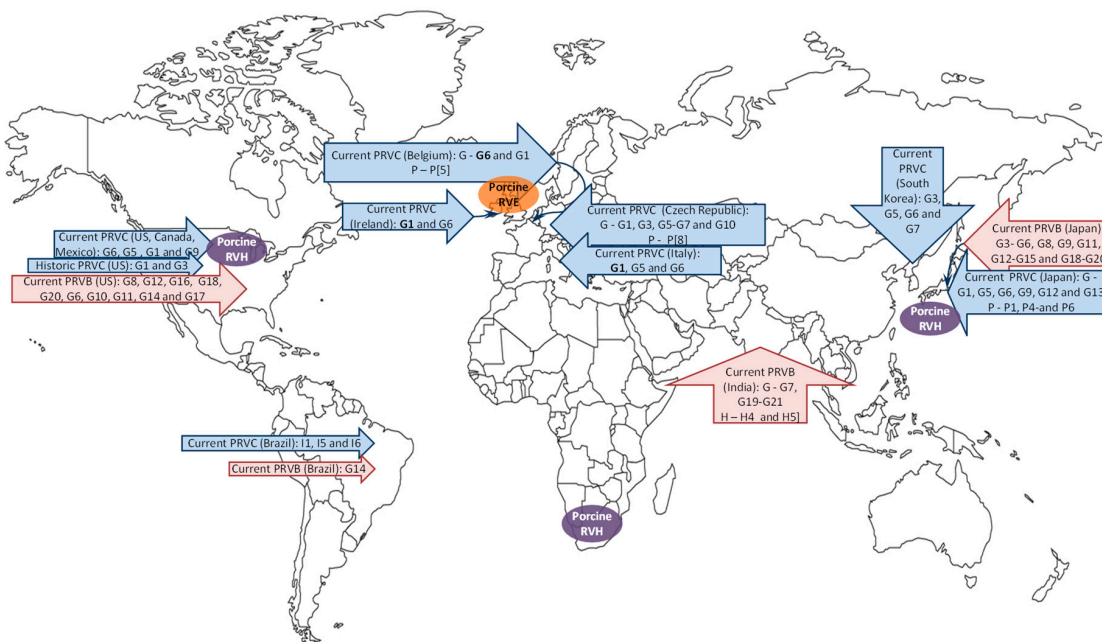 Current PRVC (Belgium): G - G6 and G1
P – P[5]
Porcine
RVE
Current PRVC
(Ireland): G1 and G6
Current PRVC (Czech Republic):
G - G1, G3, G5-G7 and G10
P - P[8]
Current PRVC (Italy):
G1, G5 and G6
Current
PRVC
(South
Korea): G3,
G5, G6 and
G7
Current PRVB (Japan):
G3- G6, G8, G9, G11,
G12-G15 and G18-G20
Current PRVC (Japan): G -
G1, G5, G6, G9, G12 and G13
P - P1, P4-and P6
Porcine
RVH
Current PRVC (US, Canada,
Mexico): G6, G5 , G1 and G9
Porcine
RVH
Historic PRVC (US): G1 and G3
Current PRVB (US): G8, G12, G16, G18,
G20, G6, G10, G11, G14 and G17
Current PRVB
(India): G - G7,
G19-G21
H – H4 and H5]
Current PRVC (Brazil): I1, I5 and I6
Current PRVB (Brazil): G14
Porcine
RVH